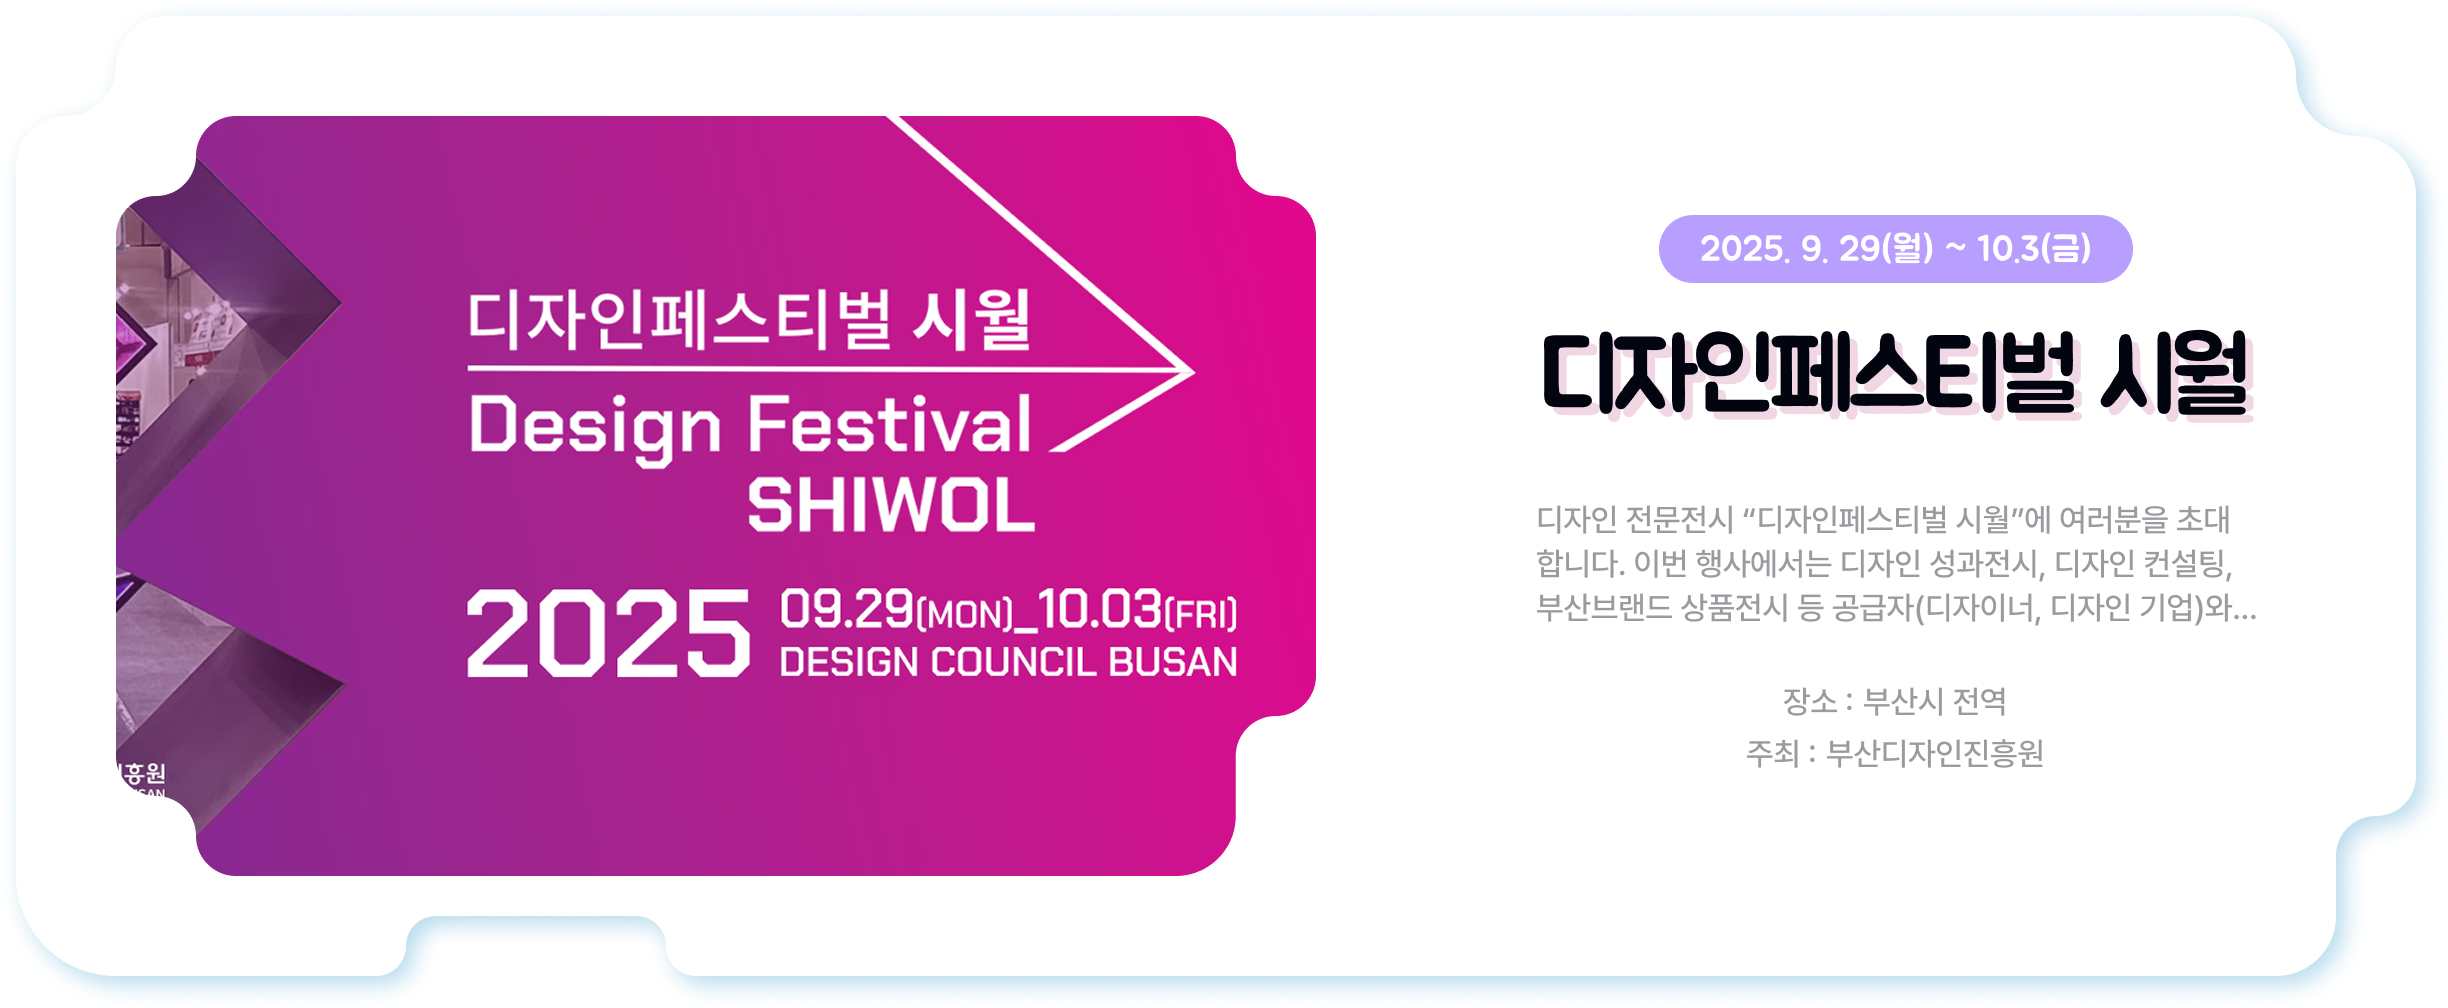 디자인페스티벌 시월
Design Festival
SHIWOL
2025 09.29(MON)_10.03(FRI)
DESIGN COUNCIL BUSAN
흥원
2025. 9. 29(월) ~ 10.3(금)
디자인페스티벌 시월
디자인 전문전시 “디자인페스티벌 시월”에 여러분을 초대
합니다. 이번 행사에서는 디자인 성과전시, 디자인 컨설팅,
부산브랜드 상품전시 등 공급자(디자이너, 디자인 기업)와...
장소 : 부산시 전역
주최 : 부산디자인진흥원